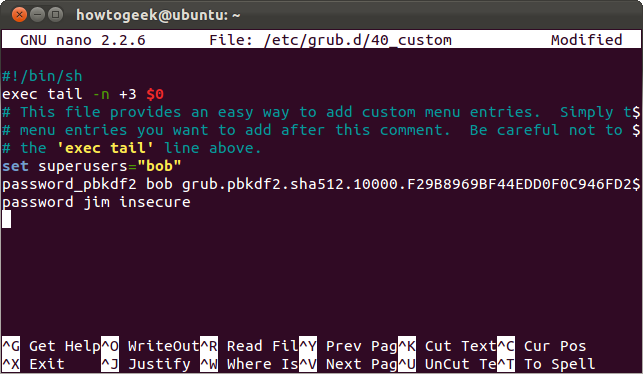 howtogeek@ubuntu: ~
GNU nano 2.2.6 File: /etc/grub.d/40_custom Modified
#!/bin/sh
exec tail -n +3 $0
# This file provides an easy way to add custom menu entries.  Simply t$
# menu entries you want to add after this comment.  Be careful not to $
# the 'exec tail' line above.
set superusers="bob"
password_pbkdf2 bob grub.pbkdf2.sha512.10000.F29B8969BF44EDD0F0C946FD2$
password jim insecure
^G Get Help^O WriteOut^R Read Fil^Y Prev Pag^K Cut Text^C Cur Pos
^X Exit ^J Justify ^W Where Is^V Next Pag^U UnCut Te^T To Spell